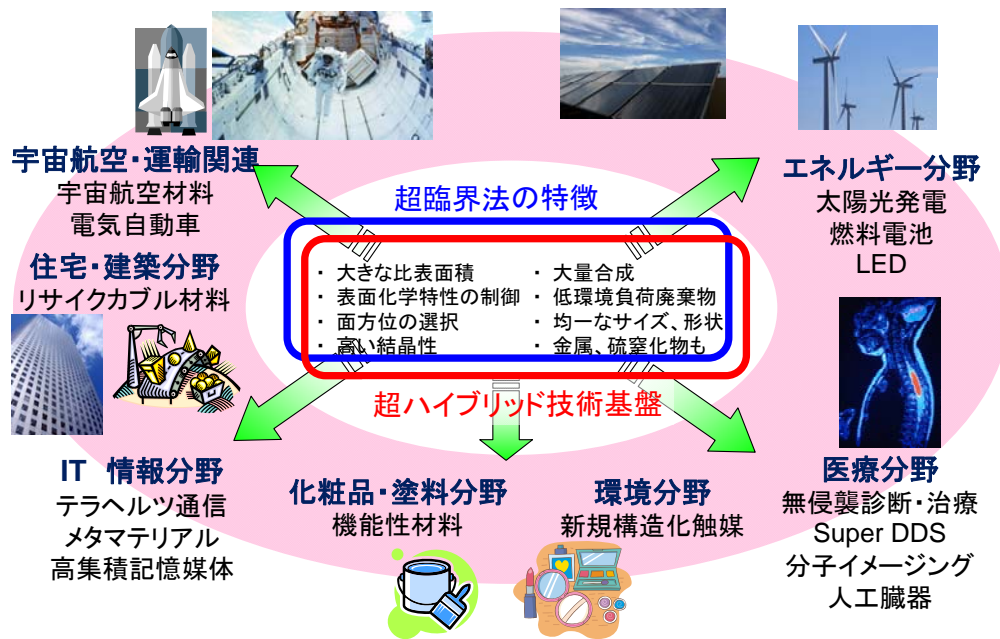 宇宙航空・運輸関連
宇宙航空材料
電気自動車
住宅・建築分野
リサイクカブル材料
エネルギー分野
太陽光発電
燃料電池
LED
超臨界法の特徴
・ 大きな比表面積
・ 表面化学特性の制御
・ 面方位の選択
・ 高い結晶性
・ 大量合成
・ 低環境負荷廃棄物
・ 均一なサイズ、形状
・ 金属、硫窒化物も
超ハイブリッド技術基盤
IT 情報分野
テラヘルツ通信
メタマテリアル
高集積記憶媒体
化粧品・塗料分野
機能性材料
環境分野
新規構造化触媒
医療分野
無侵襲診断・治療
Super DDS
分子イメージング
人工臓器